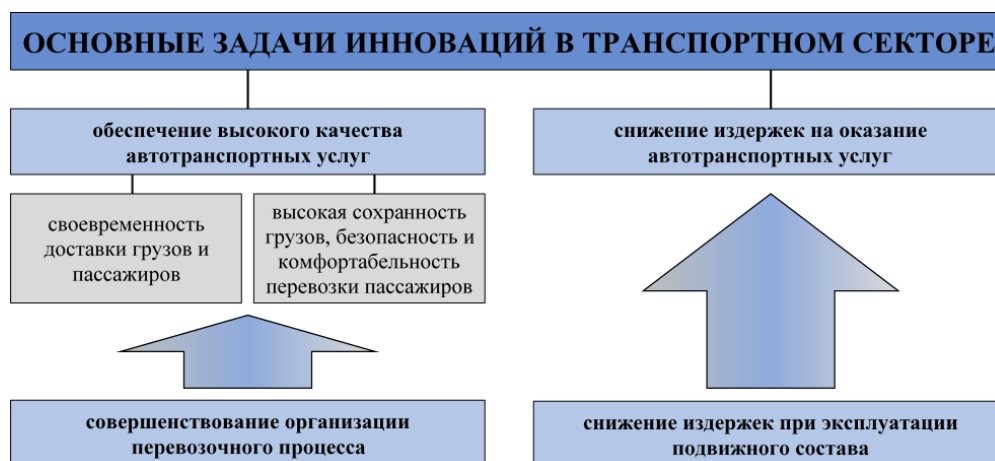 ОСНОВНЫЕ ЗАДАЧИ ИННОВАЦИЙ В ТРАНСПОРТНОМ СЕКТОРЕ
обеспечение высокого качества
автотранспортных услуг
снижение издержек на оказание
автотранспортных услуг
своевременность
доставки грузов и
пассажиров
высокая сохранность
грузов, безопасность и
комфортабельность
перевозки пассажиров
совершенствование организации
перевозочного процесса
снижение издержек при эксплуатации
подвижного состава